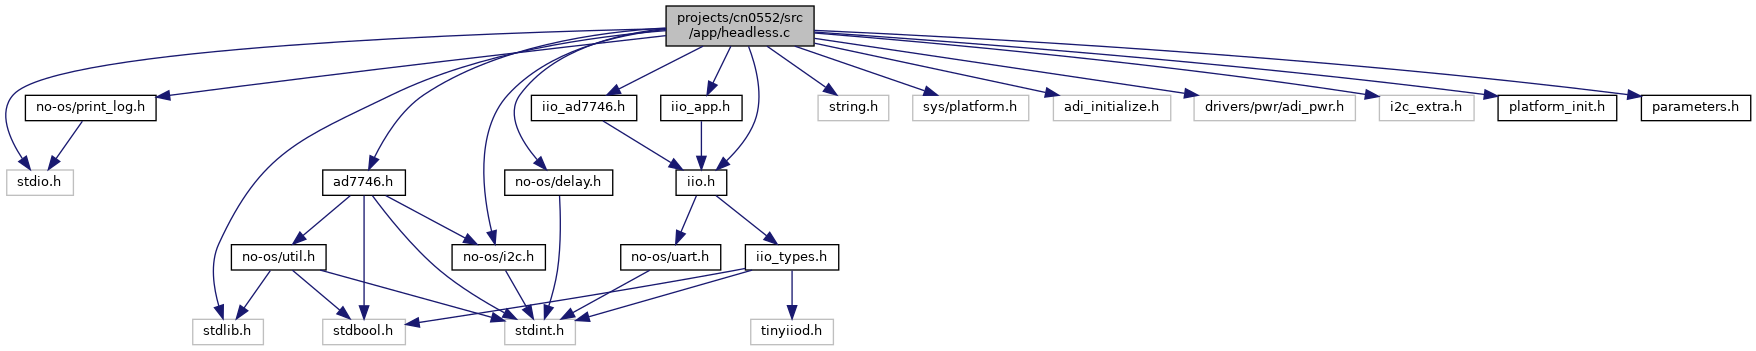 projects/cn0552/src
/app/headless.c
no-os/print_log.h
iio_ad7746.h
iio_app.h
string.h
sys/platform.h
adi_initialize.h
drivers/pwr/adi_pwr.h
i2c_extra.h
platform_init.h
parameters.h
stdio.h
ad7746.h
no-os/delay.h
iio.h
no-os/util.h
no-os/i2c.h
no-os/uart.h
iio_types.h
stdlib.h
stdbool.h
stdint.h
tinyiiod.h